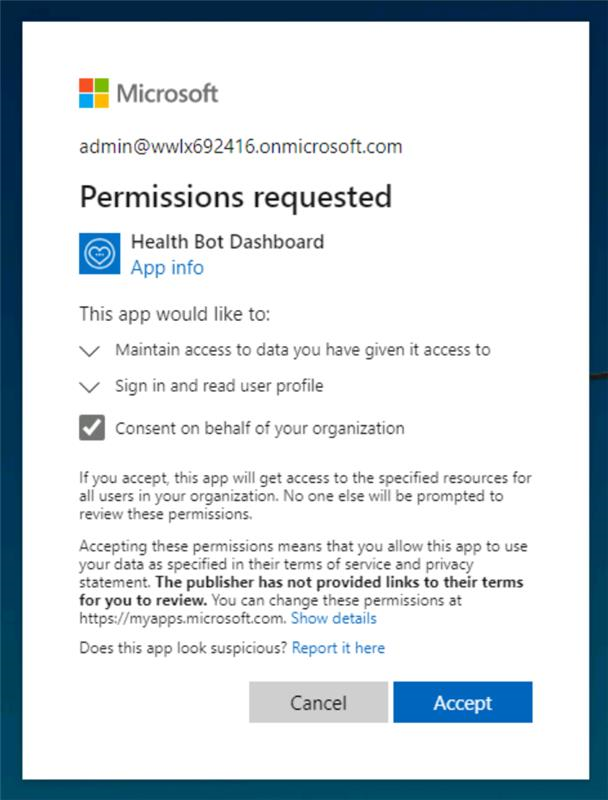 Microsoft
admin@wwlx692416.onmicrosoft.com
Permissions requested
Health Bot Dashboard
App info
This app would like to:
Maintain access to data you have given it access to
Sign in and read user profile
Consent on behalf of your organization
If you accept, this app will get access to the specified resources for
all users in your organization. No one else will be prompted to
review these permissions.
Accepting these permissions means that you allow this app to use
your data as specified in their terms of service and privacy
statement. The publisher has not provided links to their terms
for you to review. You can change these permissions at
https://myapps.microsoft.com. Show details
Does this app look suspicious? Report it here
Cancel
Accept